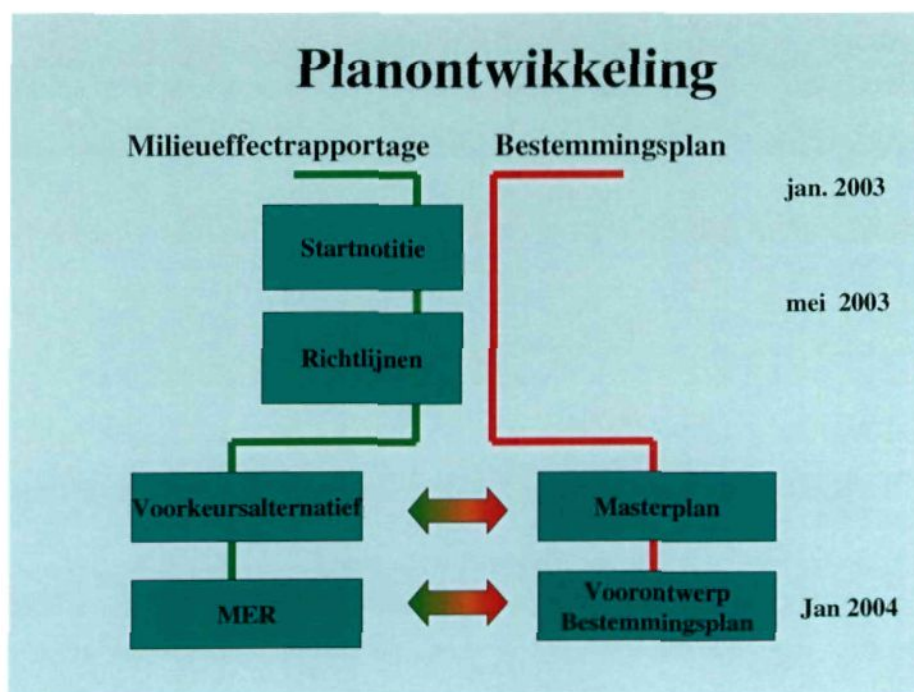 Planontwikkeling
Milieueffectrapportage Bestemmingsplan
jan. 2003
Startnotitie
mei 2003
Richtlijnen
Voorkeursalternatief Masterplan
MER Voorontwerp Bestemmingsplan Jan 2004